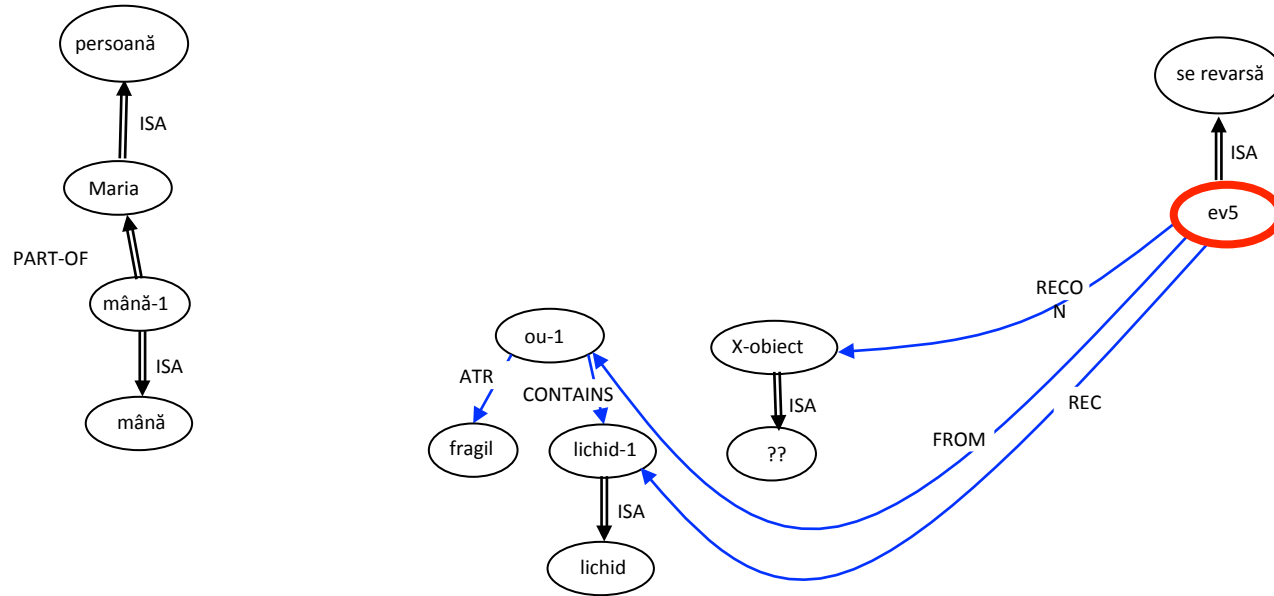 persoană
se revarsă
ISA
ISA
Maria
ev5
PART-OF
mână-1
RECO
N
ou-1
X-obiect
ISA
ATR
CONTAINS
ISA
REC
mână
fragil
lichid-1
??
FROM
ISA
lichid